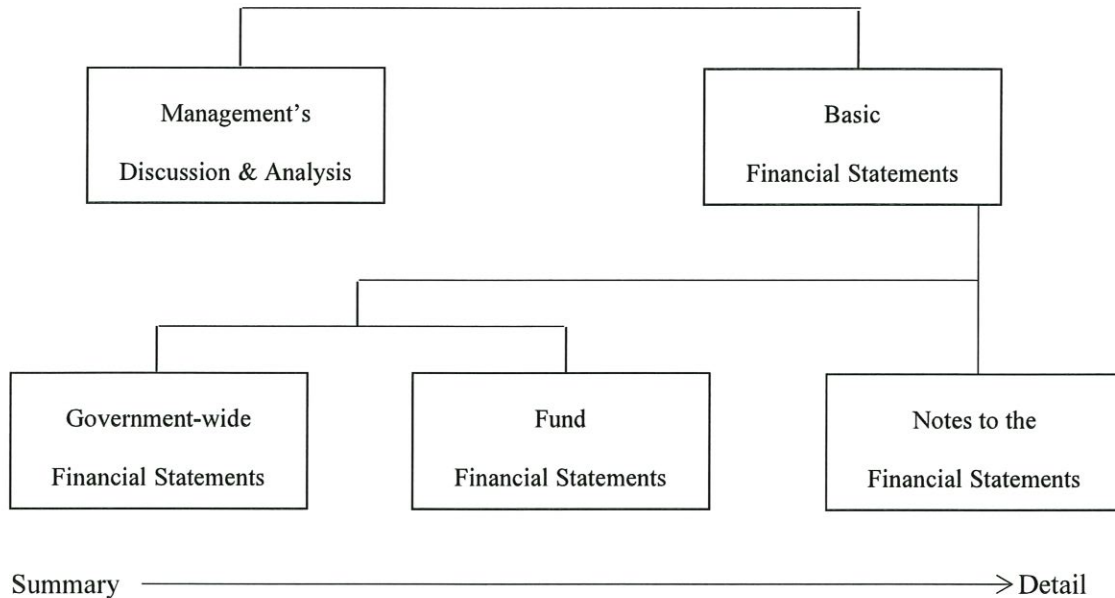 Management’s
Discussion & Analysis
Basic
Financial Statements
Government-wide
Financial Statements
Fund
Financial Statements
Notes to the
Financial Statements
Summary
Detail